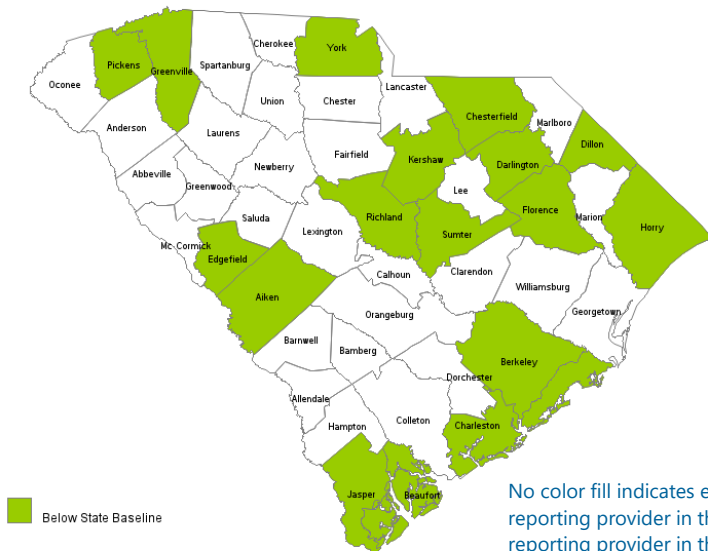 Cherokee
York
Spartanburg
Pickens
Greenville
Oconee
Lancaster
Union
Chester
Chesterfield
Marlboro
Anderson
Laurens
Dillon
Fairfield
Kershaw
Darlington
Newberry
Abbeville
Greenwood
Lee
Florence
Marion
Saluda
Richland
Horry
Lexington
Sumter
Mc Cormick
Edgefield
Calhoun
Clarendon
Williamsburg
Aiken
Orangeburg
Georgetown
Barnwell
Bamberg
Berkeley
Dorchester
Allendale
Colleton
Charleston
Hampton
Jasper
Beaufort
Below State Baseline
No color fill indicates
reporting provider in
reporting provider in